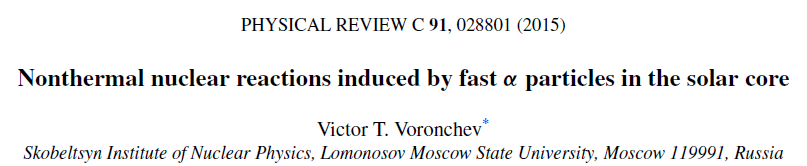 PHYSICAL REVIEW C 91, 028801 (2015)
Nonthermal nuclear reactions induced by fast α particles in the solar core
Victor T. Voronchev*
Skobeltsyn Institute of Nuclear Physics, Lomonosov Moscow State University, Moscow 119991, Russia